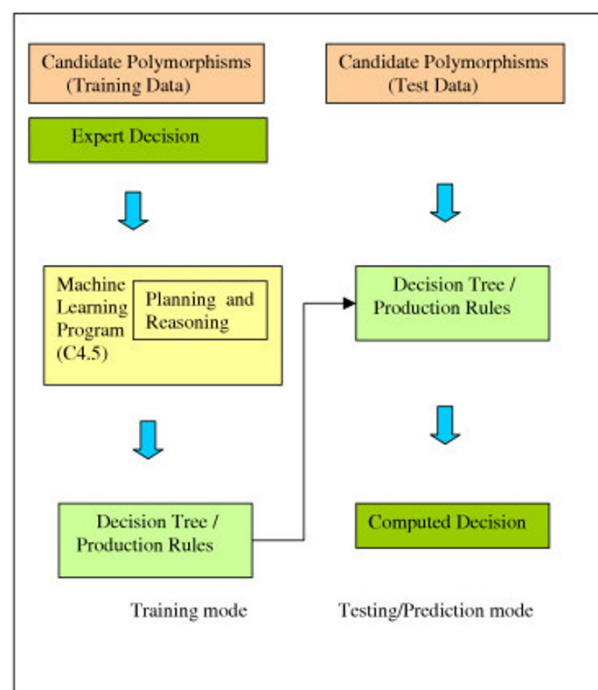 Candidate Polymorphisms
(Training Data)
Expert Decision
Machine
Learning
Program
(C4.5)
Planning and
Reasoning
Decision Tree /
Production Rules
Training mode
Candidate Polymorphisms
(Test Data)
Decision Tree /
Production Rules
Computed Decision
Testing/Prediction mode